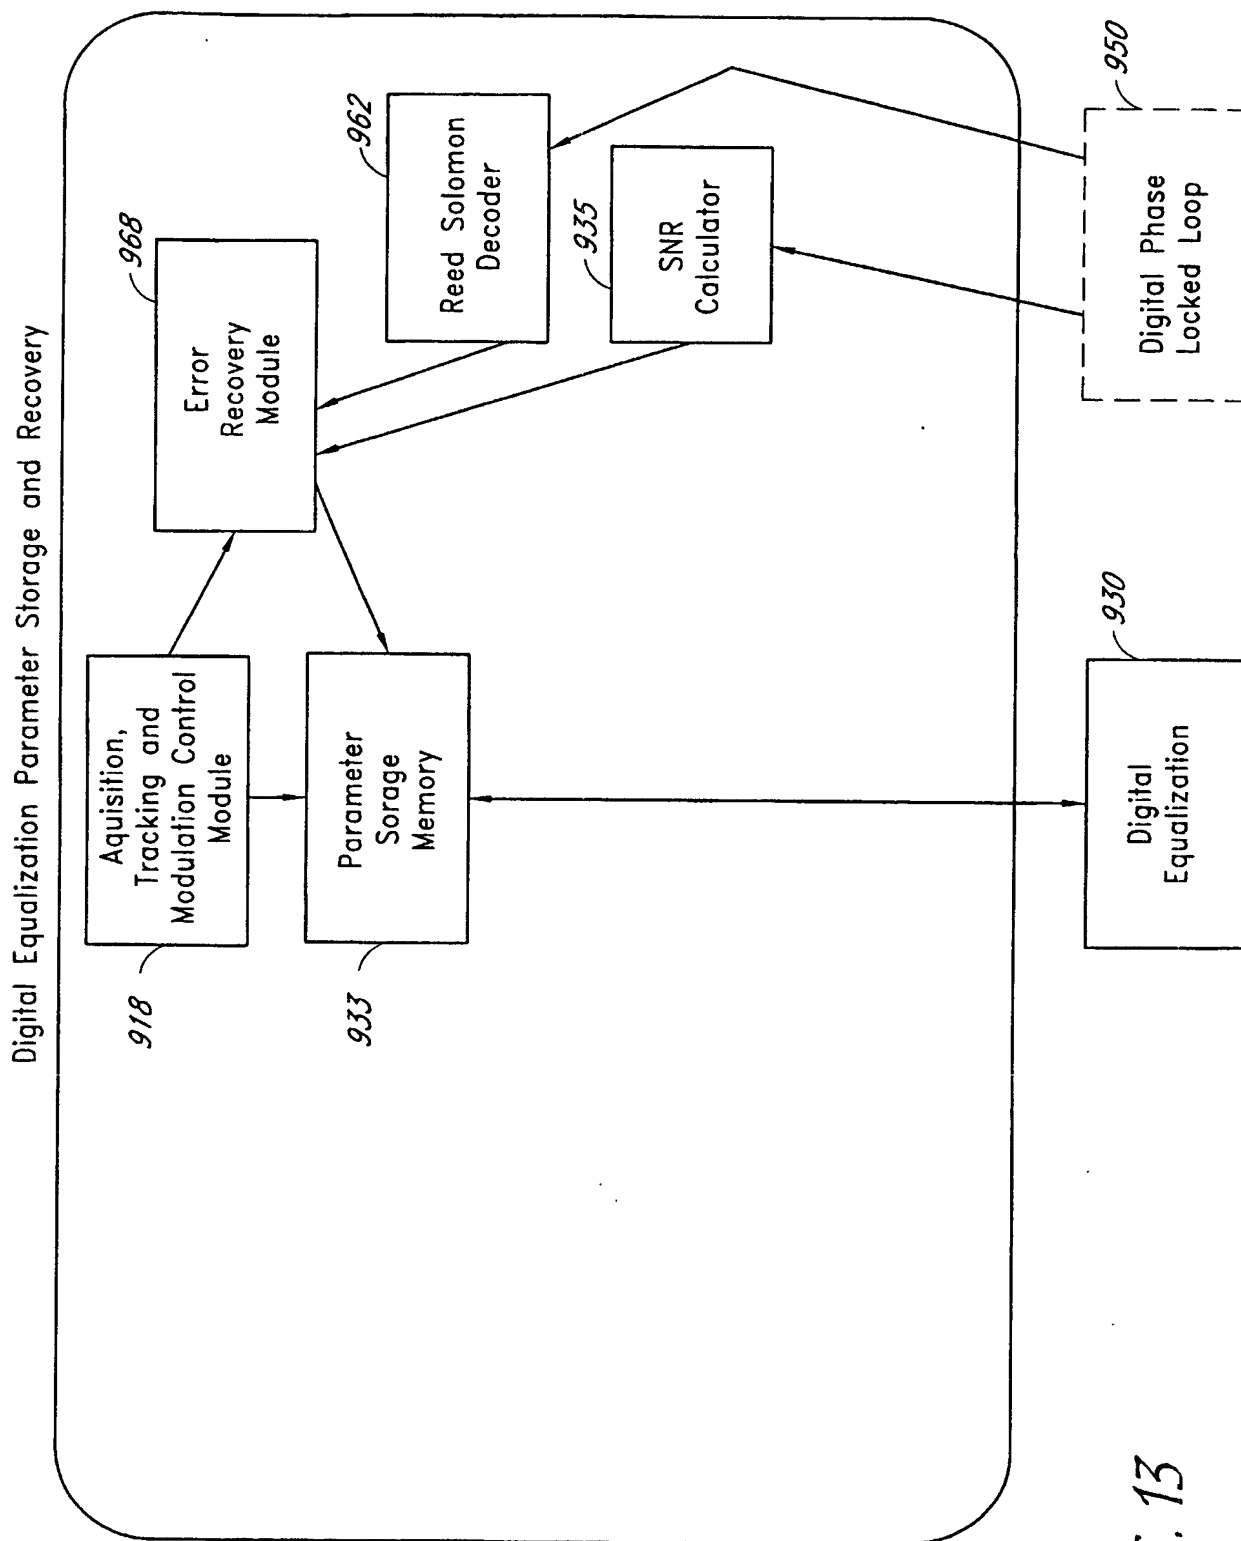 Digital Equalization Parameter Storage and Recovery
968
Error
Recovery
Module
962
Reed Solomon
Decoder
935
SNR
Calculator
950
Digital Phase
Locked Loop
918
Aquisition,
Tracking and
Modulation Control
Module
933
Parameter
Sorage
Memory
930
Digital
Equalization
13